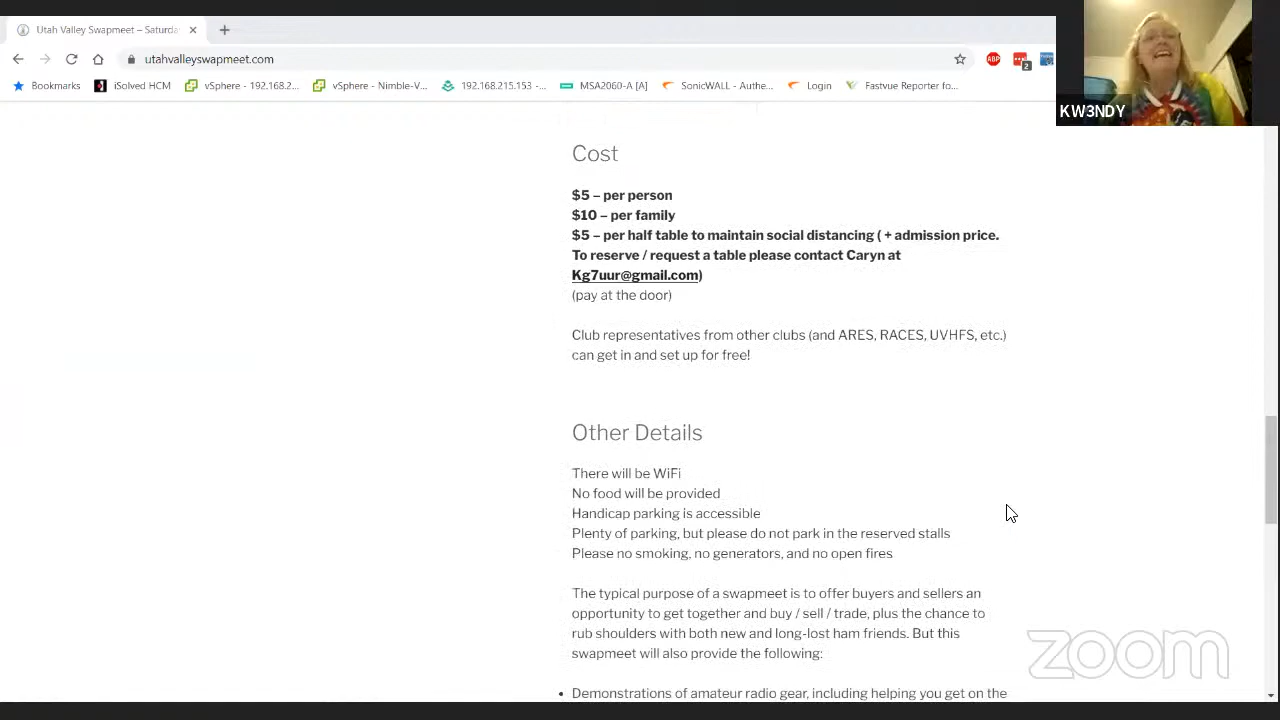 Utah Valley Swapmeet – Saturda
utahvalleyswapmeet.com
2
Bookmarks iSolved HCM vSphere - 192.168.2... vSphere - Nimble-V... 192.168.215.153 -... MSA2060-A [A] SonicWALL - Authe... Login Fastvue Reporter fo...
ABP
KW3NDY
Cost
$5 – per person
$10 – per family
$5 – per half table to maintain social distancing ( + admission price.
To reserve / request a table please contact Caryn at
Kg7uur@gmail.com)
(pay at the door)
Club representatives from other clubs (and ARES, RACES, UVHFS, etc.)
can get in and set up for free!
Other Details
There will be WiFi
No food will be provided
Handicap parking is accessible
Plenty of parking, but please do not park in the reserved stalls
Please no smoking, no generators, and no open fires
The typical purpose of a swapmeet is to offer buyers and sellers an
opportunity to get together and buy / sell / trade, plus the chance to
rub shoulders with both new and long-lost ham friends. But this
swapmeet will also provide the following:
Demonstrations of amateur radio gear, including helping you get on the
zoom